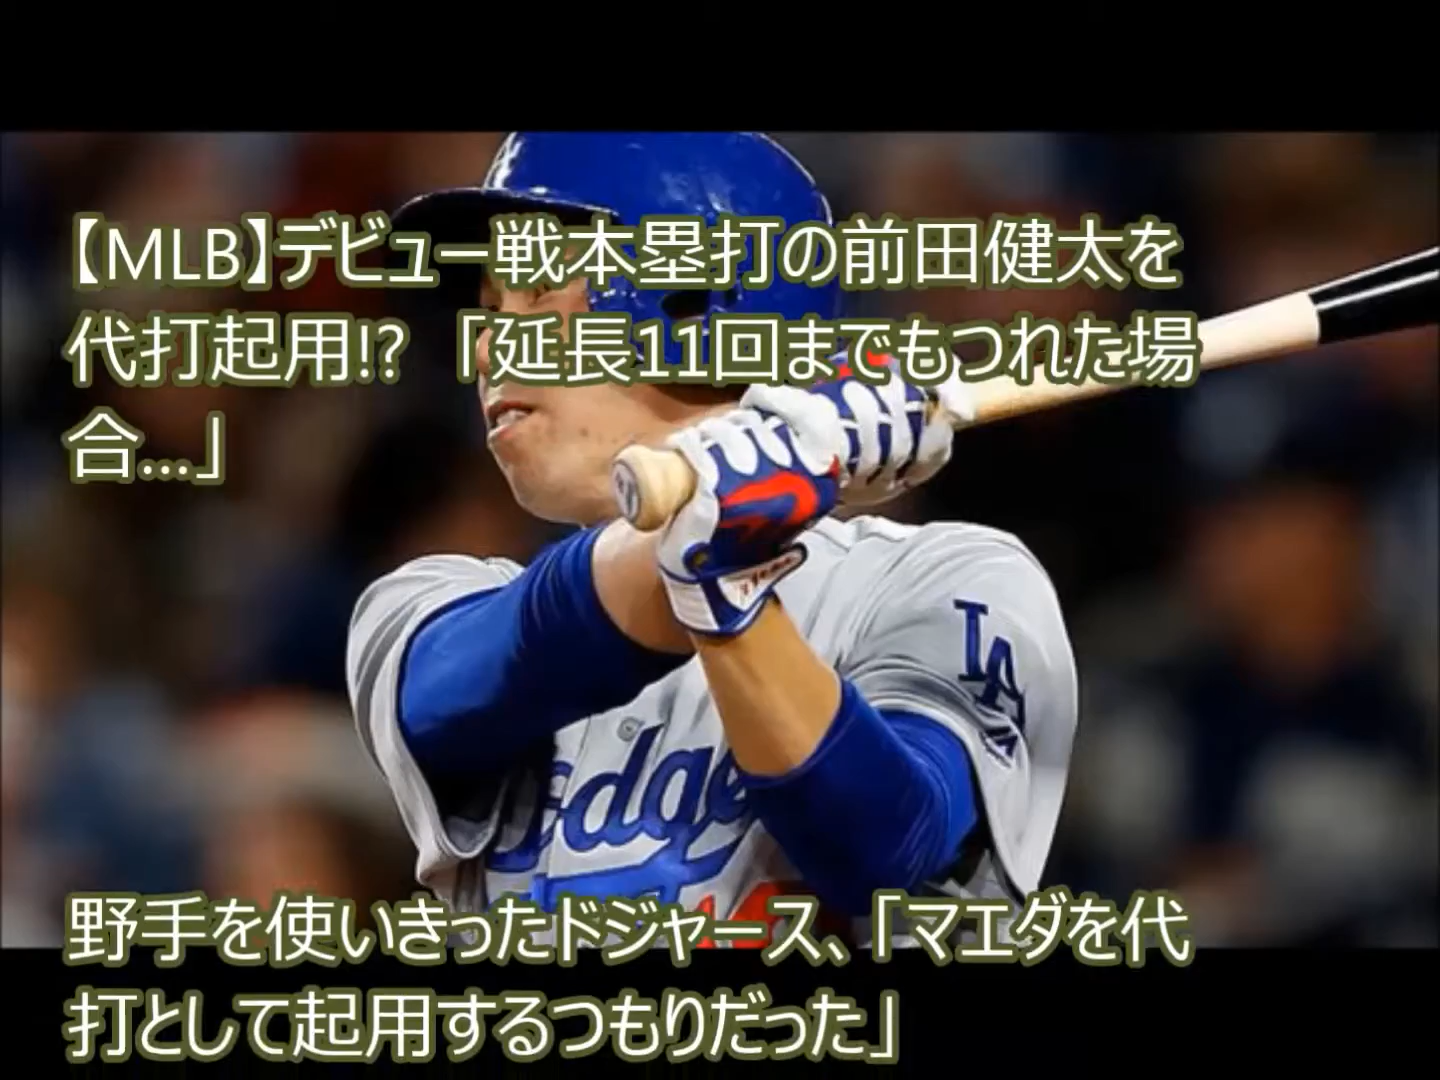 【MLB】デビュー戦本塁打の前田健太を
代打起用!? 「延長11回までもつれた場
合…」
LA
Dodge
野手を使いきったドジャース、「マエダを代
打として起用するつもりだった」